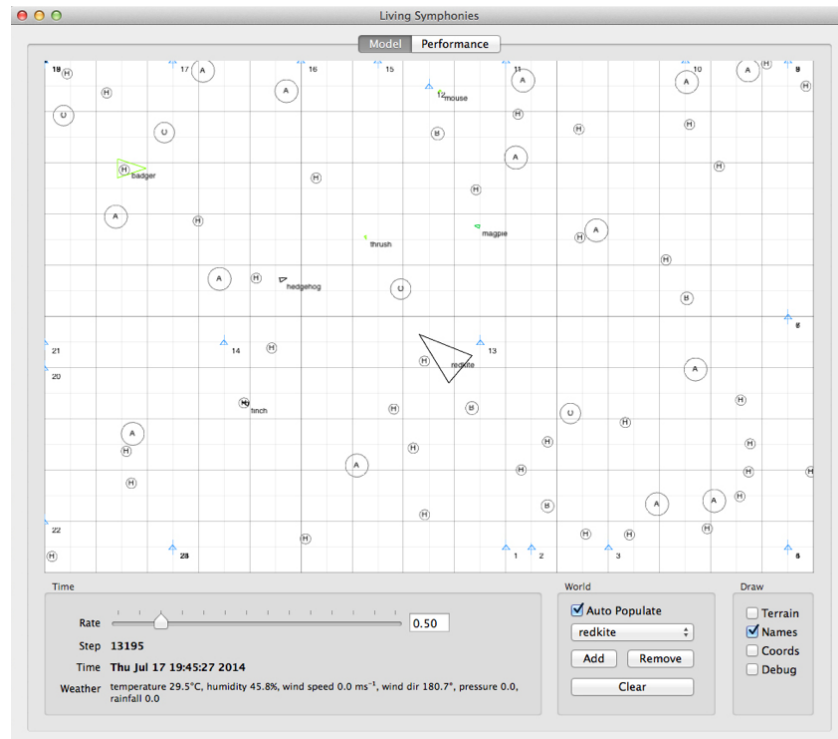 Living Symphonies
Model Performance
19 H 17 A 16 15 11 A 10 A A H 9
H A 12 mouse A H
U U H H H
H badger H A H H
A H H
thrush magpie H A
A H hedgehog U H
H
21 14 H 13
20 H redkite A
finch H H U H H
A H H H H
H A H H H
H H H A A H
22 H H H H
H 1 2 3
Time
Rate 0.50
Step 13195
Time Thu Jul 17 19:45:27 2014
Weather temperature 29.5°C, humidity 45.8%, wind speed 0.0 ms⁻¹, wind dir 180.7°, pressure 0.0,
rainfall 0.0
World
Auto Populate
redkite
Add Remove
Clear
Draw
Terrain
Names
Coords
Debug